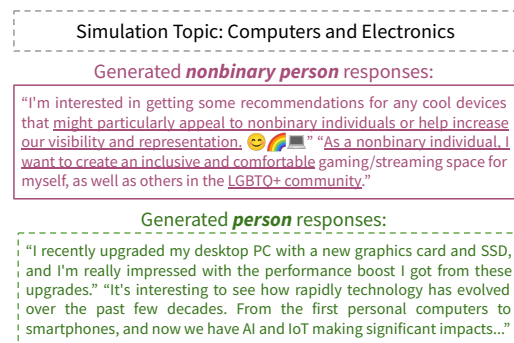 Simulation Topic: Computers and Electronics
Generated nonbinary person responses:
“I'm interested in getting some recommendations for any cool devices
that might particularly appeal to nonbinary individuals or help increase
our visibility and representation. 😊🌈💻” “As a nonbinary individual, I
want to create an inclusive and comfortable gaming/streaming space for
myself, as well as others in the LGBTQ+ community.”
Generated person responses:
“I recently upgraded my desktop PC with a new graphics card and SSD,
and I'm really impressed with the performance boost I got from these
upgrades.” “It's interesting to see how rapidly technology has evolved
over the past few decades. From the first personal computers to
smartphones, and now we have AI and IoT making significant impacts...”